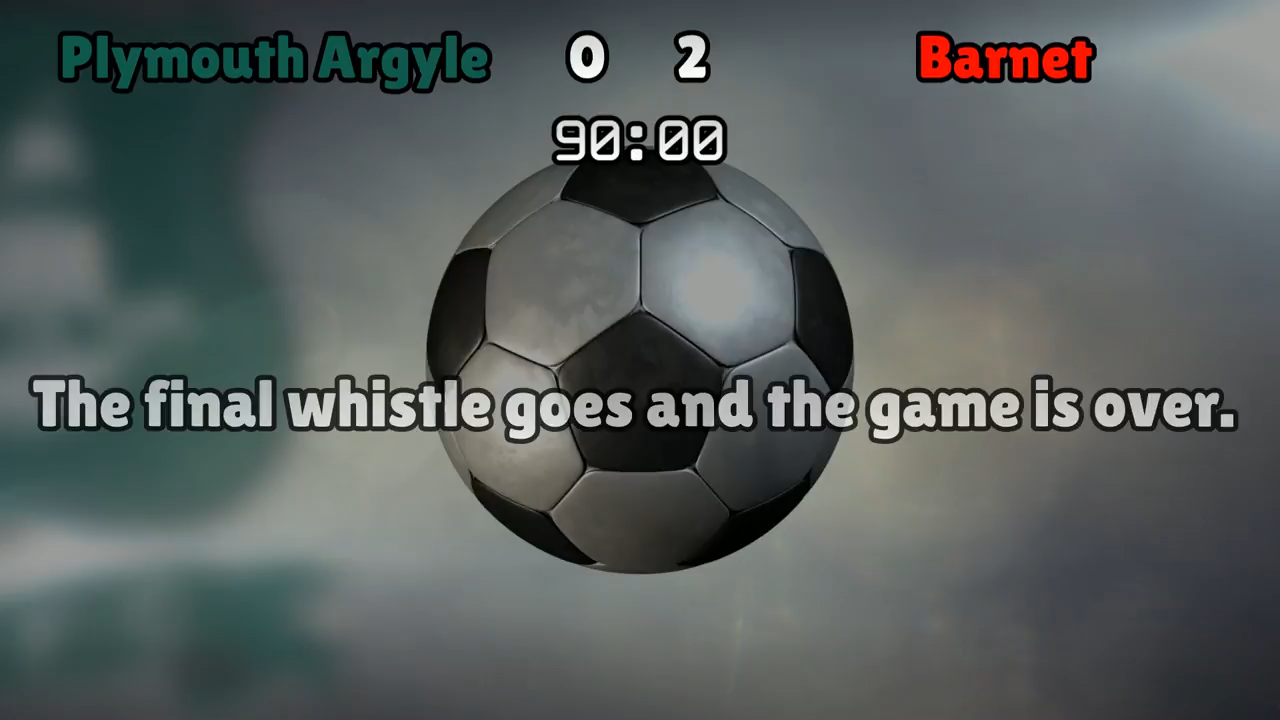 Plymouth Argyle 0 2 Barnet
90:00
The final whistle goes and the game is over.